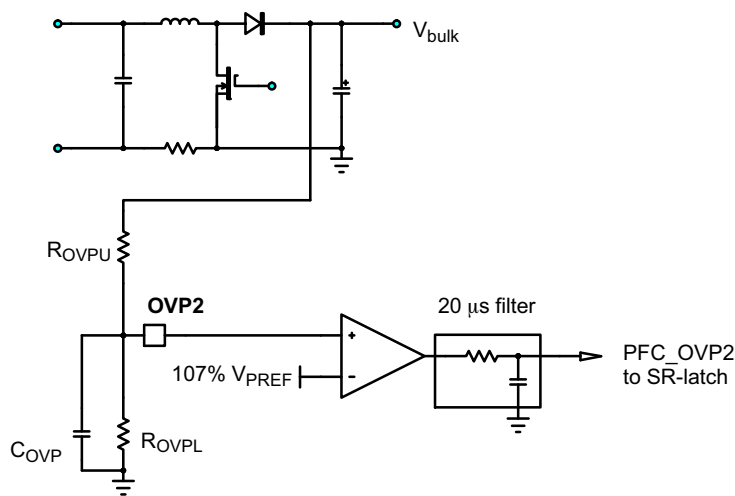 V_bulk
R_OVPU
OVP2
20 μs filter
+
107% V_PREF
−
PFC_OVP2
to SR-latch
C_OVP
R_OVPL
+